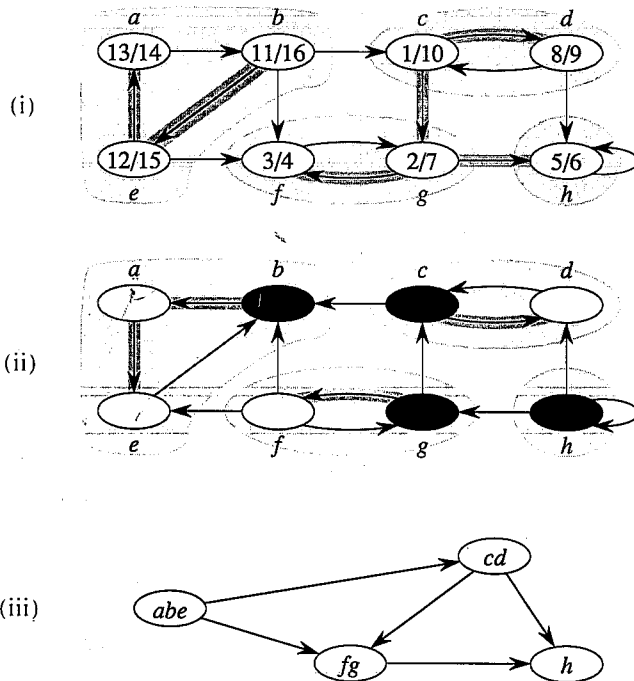 a b c d
(i) 13/14 11/16 1/10 8/9
12/15 3/4 2/7 5/6
e f g h
a b c d
(ii)
e f g h
cd
(iii) abe
fg h